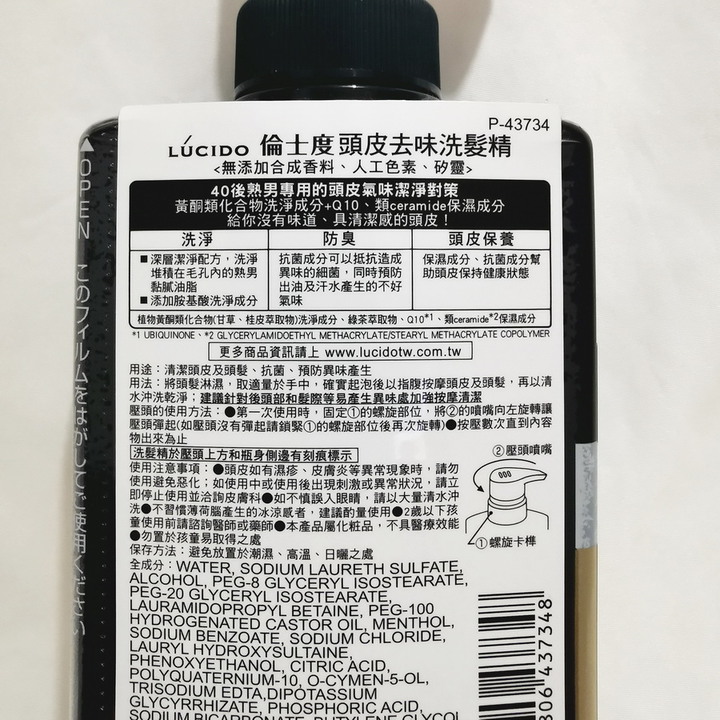 P-43734
LÚCIDO 倫士度頭皮去味洗髮精
<無添加合成香料、人工色素、矽靈>
40後熟男專用的頭皮氣味潔淨對策
黃酮類化合物洗淨成分+Q10、類ceramide保濕成分
給你沒有味道、具清潔感的頭皮！
洗淨
■深層潔淨配方，洗淨
堆積在毛孔內的熟男
黏膩油脂
■添加胺基酸洗淨成分
防臭
抗菌成分可以抵抗造成
異味的細菌，同時預防
出油及汗水產生的不好
氣味
頭皮保養
保濕成分、抗菌成分幫
助頭皮保持健康狀態
植物黃酮類化合物(甘草、桂皮萃取物)洗淨成分、綠茶萃取物、Q10*1、類ceramide*2保濕成分
*1 UBIQUINONE、*2 GLYCERYLAMIDOETHYL METHACRYLATE/STEARYL METHACRYLATE COPOLYMER
更多商品資訊請上 www.lucidotw.com.tw
用途：清潔頭皮及頭髮、抗菌、預防異味產生
用法：將頭髮淋濕，取適量於手中，確實起泡後以指腹按摩頭皮及頭髮，再以清
水沖洗乾淨；建議針對後頭部和髮際等易產生異味處加強按摩清潔
壓頭的使用方法：●第一次使用時，固定①的螺旋部位，將②的噴嘴向左旋轉讓
壓頭彈起(如壓頭沒有彈起請鎖緊①的螺旋部位後再次旋轉)●按壓數次直到內容
物出來為止
洗髮精於壓頭上方和瓶身側邊有刻痕標示
使用注意事項：●頭皮如有濕疹、皮膚炎等異常現象時，請勿
使用避免惡化；如使用中或使用後出現刺激或異常狀況，請立
即停止使用並洽詢皮膚科●如不慎誤入眼睛，請以大量清水沖
洗●不習慣薄荷腦產生的冰涼感者，建議酌量使用●2歲以下孩
童使用前請諮詢醫師或藥師●本產品屬化粧品，不具醫療效能
●勿置於孩童易取得之處
保存方法：避免放置於潮濕、高溫、日曬之處
②壓頭噴嘴
①螺旋卡榫
全成分：WATER, SODIUM LAURETH SULFATE,
ALCOHOL, PEG-8 GLYCERYL ISOSTEARATE,
PEG-20 GLYCERYL ISOSTEARATE,
LAURAMIDOPROPYL BETAINE, PEG-100
HYDROGENATED CASTOR OIL, MENTHOL,
SODIUM BENZOATE, SODIUM CHLORIDE,
LAURYL HYDROXYSULTAINE,
PHENOXYETHANOL, CITRIC ACID,
POLYQUATERNIUM-10, O-CYMEN-5-OL,
TRISODIUM EDTA,DIPOTASSIUM
GLYCYRRHIZATE, PHOSPHORIC ACID,
SODIUM BICARBONATE, BUTYLENE GLYCOL
806 437348
▲OPEN このフィルムをはがしてご使用ください